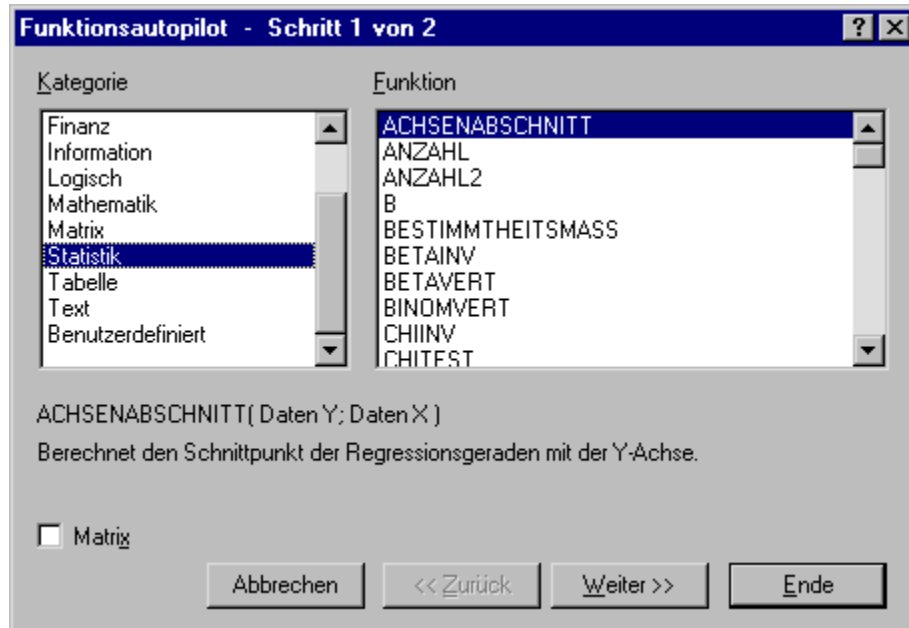 Funktionsautopilot - Schritt 1 von 2
Kategorie
Finanz
Information
Logisch
Mathematik
Matrix
Statistik
Tabelle
Text
Benutzerdefiniert
Funktion
ACHSENABSCHNITT
ANZAHL
ANZAHL2
B
BESTIMMTHEITSMASS
BETAINV
BETAVERT
BINOMVERT
CHIINV
CHITEST
ACHSENABSCHNITT( Daten Y; Daten X )
Berechnet den Schnittpunkt der Regressionsgeraden mit der Y-Achse.
Matrix
Abbrechen
<< Zurück
Weiter >>
Ende